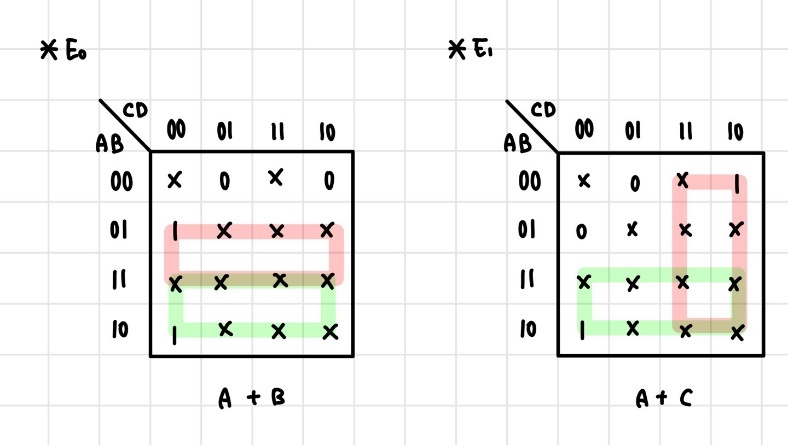 * E₀
CD
AB
00 01 11 10
00 x 0 x 0
01 1 x x x
11 x x x x
10 1 x x x
A + B
* E₁
CD
AB
00 01 11 10
00 x 0 x 1
01 0 x x x
11 x x x x
10 1 x x x
A + C